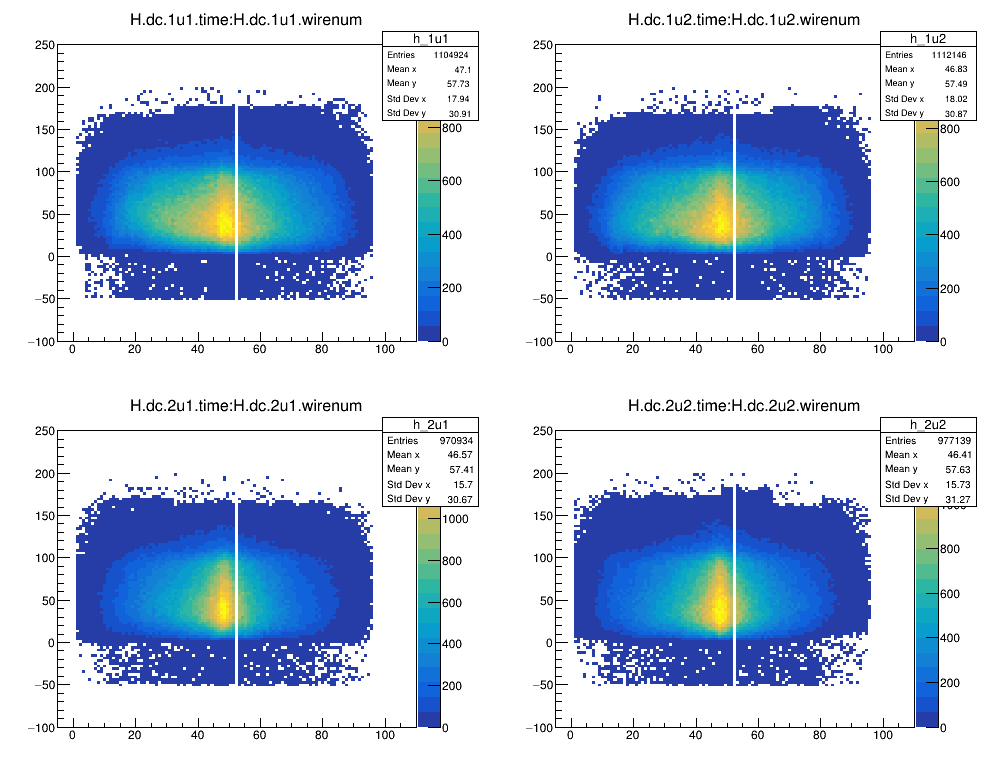 H.dc.1u1.time:H.dc.1u1.wirenum
h_1u1
Entries 1104924
Mean x 47.1
Mean y 57.73
Std Dev x 17.94
Std Dev y 30.91
250
200
150
100
50
0
−50
−100
0 20 40 60 80 100
800
600
400
200
0
H.dc.1u2.time:H.dc.1u2.wirenum
h_1u2
Entries 1112146
Mean x 46.83
Mean y 57.49
Std Dev x 18.02
Std Dev y 30.87
250
200
150
100
50
0
−50
−100
0 20 40 60 80 100
800
600
400
200
0
H.dc.2u1.time:H.dc.2u1.wirenum
h_2u1
Entries 970934
Mean x 46.57
Mean y 57.41
Std Dev x 15.7
Std Dev y 30.67
250
200
150
100
50
0
−50
−100
0 20 40 60 80 100
1000
800
600
400
200
0
H.dc.2u2.time:H.dc.2u2.wirenum
h_2u2
Entries 977139
Mean x 46.41
Mean y 57.63
Std Dev x 15.73
Std Dev y 31.27
250
200
150
100
50
0
−50
−100
0 20 40 60 80 100
800
600
400
200
0